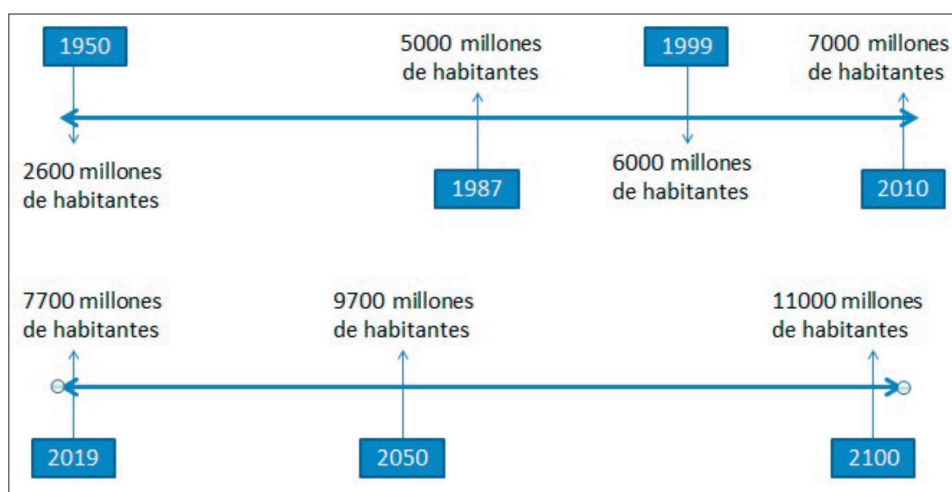 1950
5000 millones
de habitantes
1999
7000 millones
de habitantes
2600 millones
de habitantes
1987
6000 millones
de habitantes
2010
7700 millones
de habitantes
9700 millones
de habitantes
11000 millones
de habitantes
2019
2050
2100